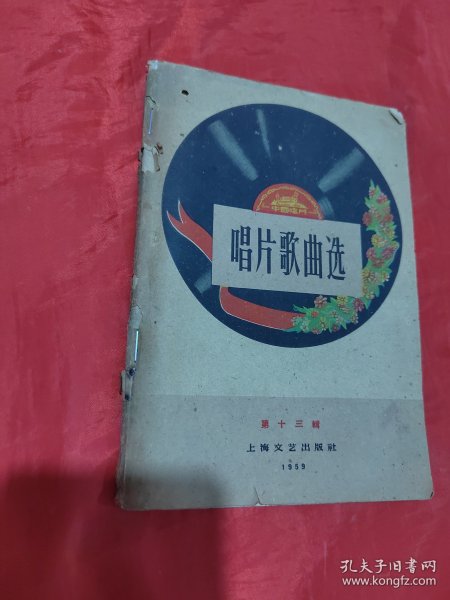 中国唱片
唱片歌曲选
第十三辑
上海文艺出版社
1959
孔夫子旧书网
www.kongfz.com